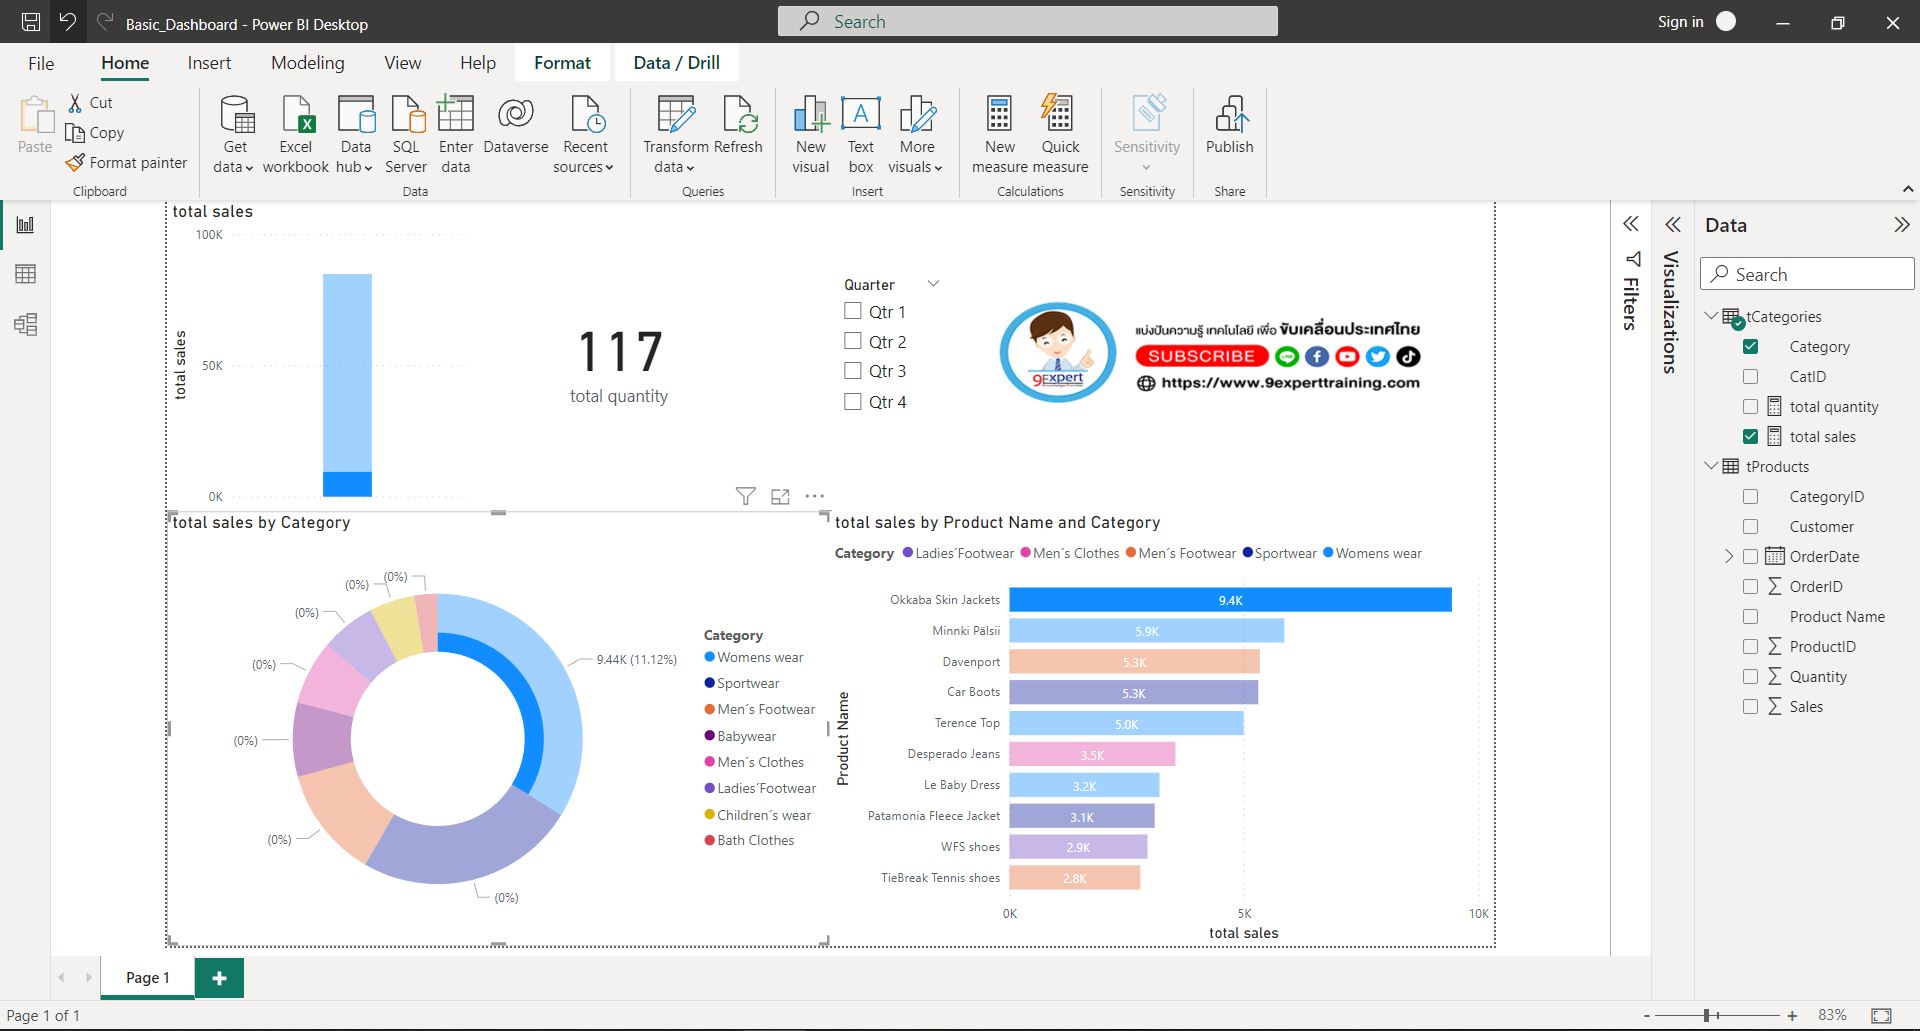 Basic_Dashboard - Power BI Desktop
Search
Sign in
File Home Insert Modeling View Help Format Data / Drill
Paste
Cut
Copy
Format painter
Clipboard
Get data
Excel workbook
Data hub
SQL Server
Enter data
Dataverse
Recent sources
Data
Transform data
Refresh
Queries
New visual
Text box
More visuals
Insert
New measure
Quick measure
Calculations
Sensitivity
Sensitivity
Publish
Share
total sales
100K
50K
0K
total sales
117
total quantity
Quarter
Qtr 1
Qtr 2
Qtr 3
Qtr 4
9Expert
แบ่งปันความรู้ เทคโนโลยี เพื่อ ขับเคลื่อนประเทศไทย
SUBSCRIBE
https://www.9experttraining.com
total sales by Category
(0%)
(0%)
(0%)
(0%)
(0%)
(0%)
(0%)
9.44K (11.12%)
Category
Womens wear
Sportwear
Men´s Footwear
Babywear
Men´s Clothes
Ladies´Footwear
Children´s wear
Bath Clothes
total sales by Product Name and Category
Category Ladies´Footwear Men´s Clothes Men´s Footwear Sportwear Womens wear
Product Name
Okkaba Skin Jackets 9.4K
Minnki Pälsii 5.9K
Davenport 5.3K
Car Boots 5.3K
Terence Top 5.0K
Desperado Jeans 3.5K
Le Baby Dress 3.2K
Patamonia Fleece Jacket 3.1K
WFS shoes 2.9K
TieBreak Tennis shoes 2.8K
0K 5K 10K
total sales
Filters
Visualizations
Data
Search
tCategories
Category
CatID
total quantity
total sales
tProducts
CategoryID
Customer
OrderDate
OrderID
Product Name
ProductID
Quantity
Sales
Page 1
Page 1 of 1
83%